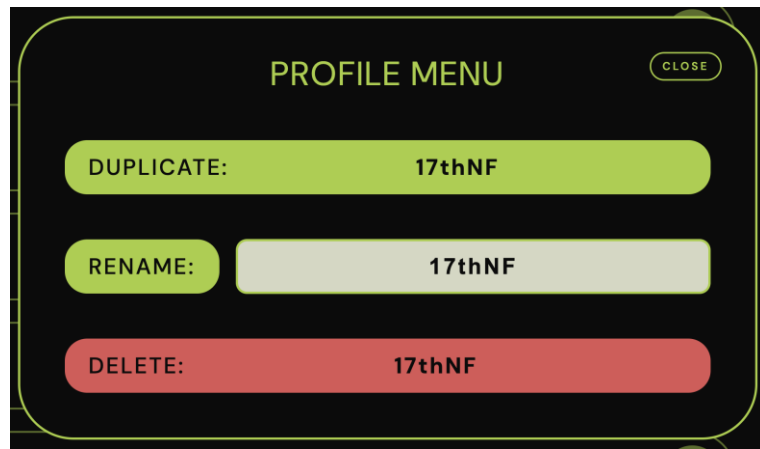 PROFILE MENU
CLOSE
DUPLICATE: 17thNF
RENAME: 17thNF
DELETE: 17thNF